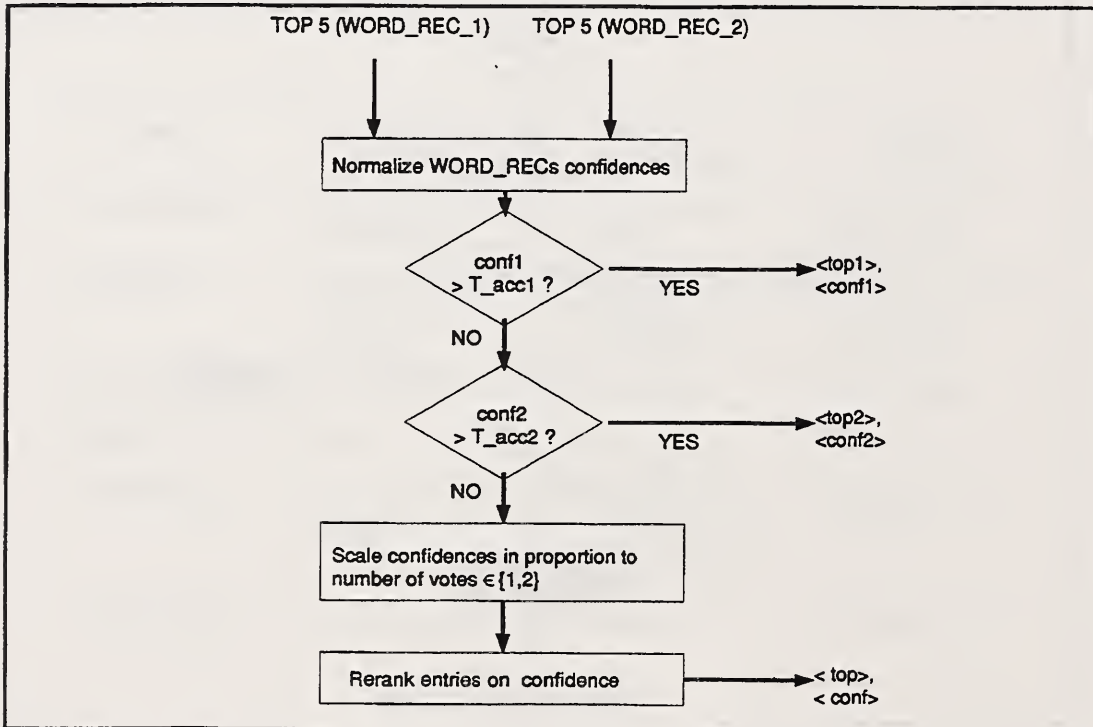 TOP 5 (WORD_REC_1) TOP 5 (WORD_REC_2)
Normalize WORD_RECs confidences
conf1
> T_acc1 ?
YES
<top1>,
<conf1>
NO
conf2
> T_acc2 ?
YES
<top2>,
<conf2>
NO
Scale confidences in proportion to
number of votes ∈ {1,2}
Rerank entries on confidence
< top>,
< conf>